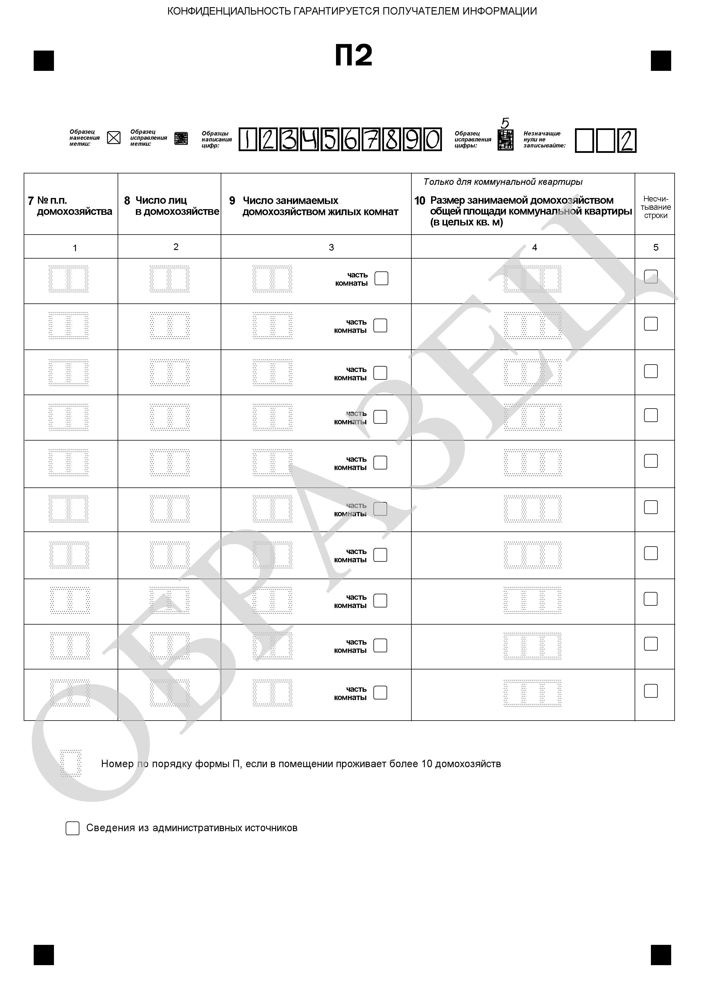 КОНФИДЕНЦИАЛЬНОСТЬ ГАРАНТИРУЕТСЯ ПОЛУЧАТЕЛЕМ ИНФОРМАЦИИ
П2
Образец
нанесения
метки:
Образец
исправления
метки:
Образцы
написания
цифр:
1 2 3 4 5 6 7 8 9 0
Образец
исправления
цифры:
5
Незначащие
нули не
записывайте:
2
7 № п.п.
домохозяйства
8 Число лиц
в домохозяйстве
9 Число занимаемых
домохозяйством жилых комнат
Только для коммунальной квартиры
10 Размер занимаемой домохозяйством
общей площади коммунальной квартиры
(в целых кв. м)
Несчи-
тывание
строки
1 2 3 4 5
часть
комнаты
часть
комнаты
часть
комнаты
часть
комнаты
часть
комнаты
часть
комнаты
часть
комнаты
часть
комнаты
часть
комнаты
часть
комнаты
ОБРАЗЕЦ
Номер по порядку формы П, если в помещении проживает более 10 домохозяйств
Сведения из административных источников